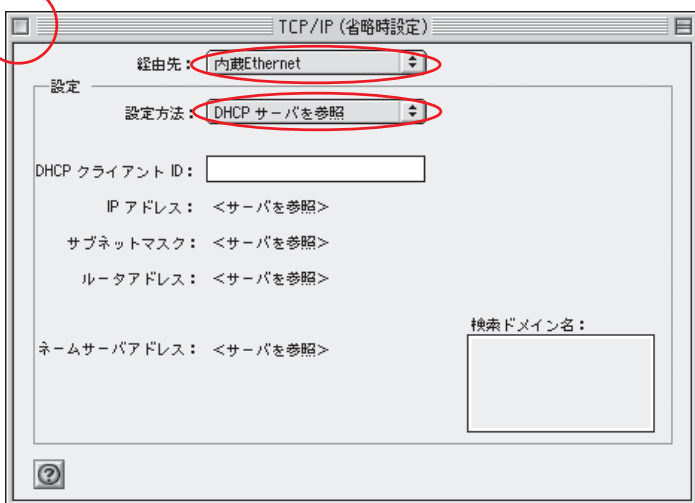 TCP/IP (省略時設定)
経由先： 内蔵Ethernet
設定
設定方法： DHCP サーバを参照
DHCP クライアント ID：
IP アドレス： <サーバを参照>
サブネットマスク： <サーバを参照>
ルータアドレス： <サーバを参照>
検索ドメイン名：
ネームサーバアドレス： <サーバを参照>
?